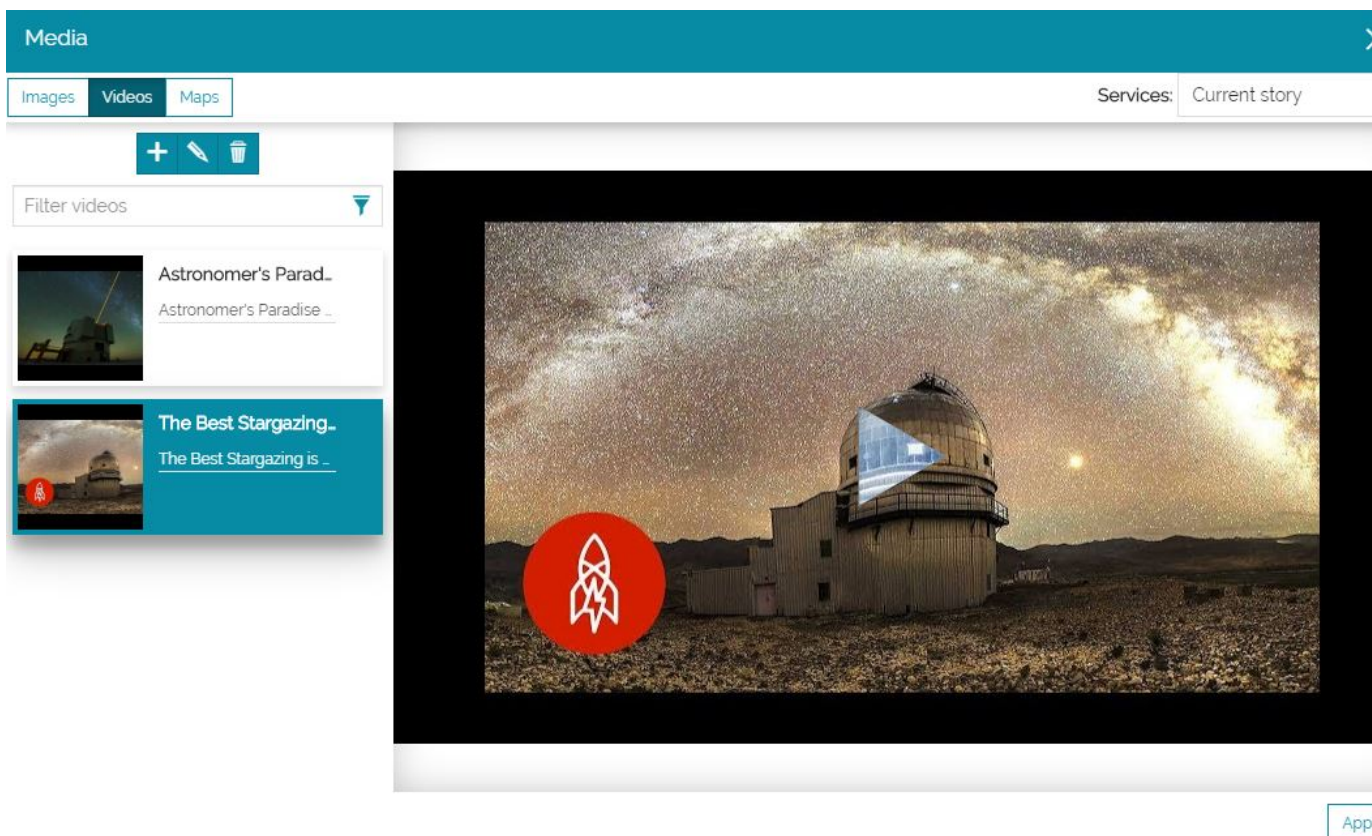 Media
Images Videos Maps
Services: Current story
Filter videos
Astronomer's Parad...
Astronomer's Paradise ...
The Best Stargazing...
The Best Stargazing is ...
App